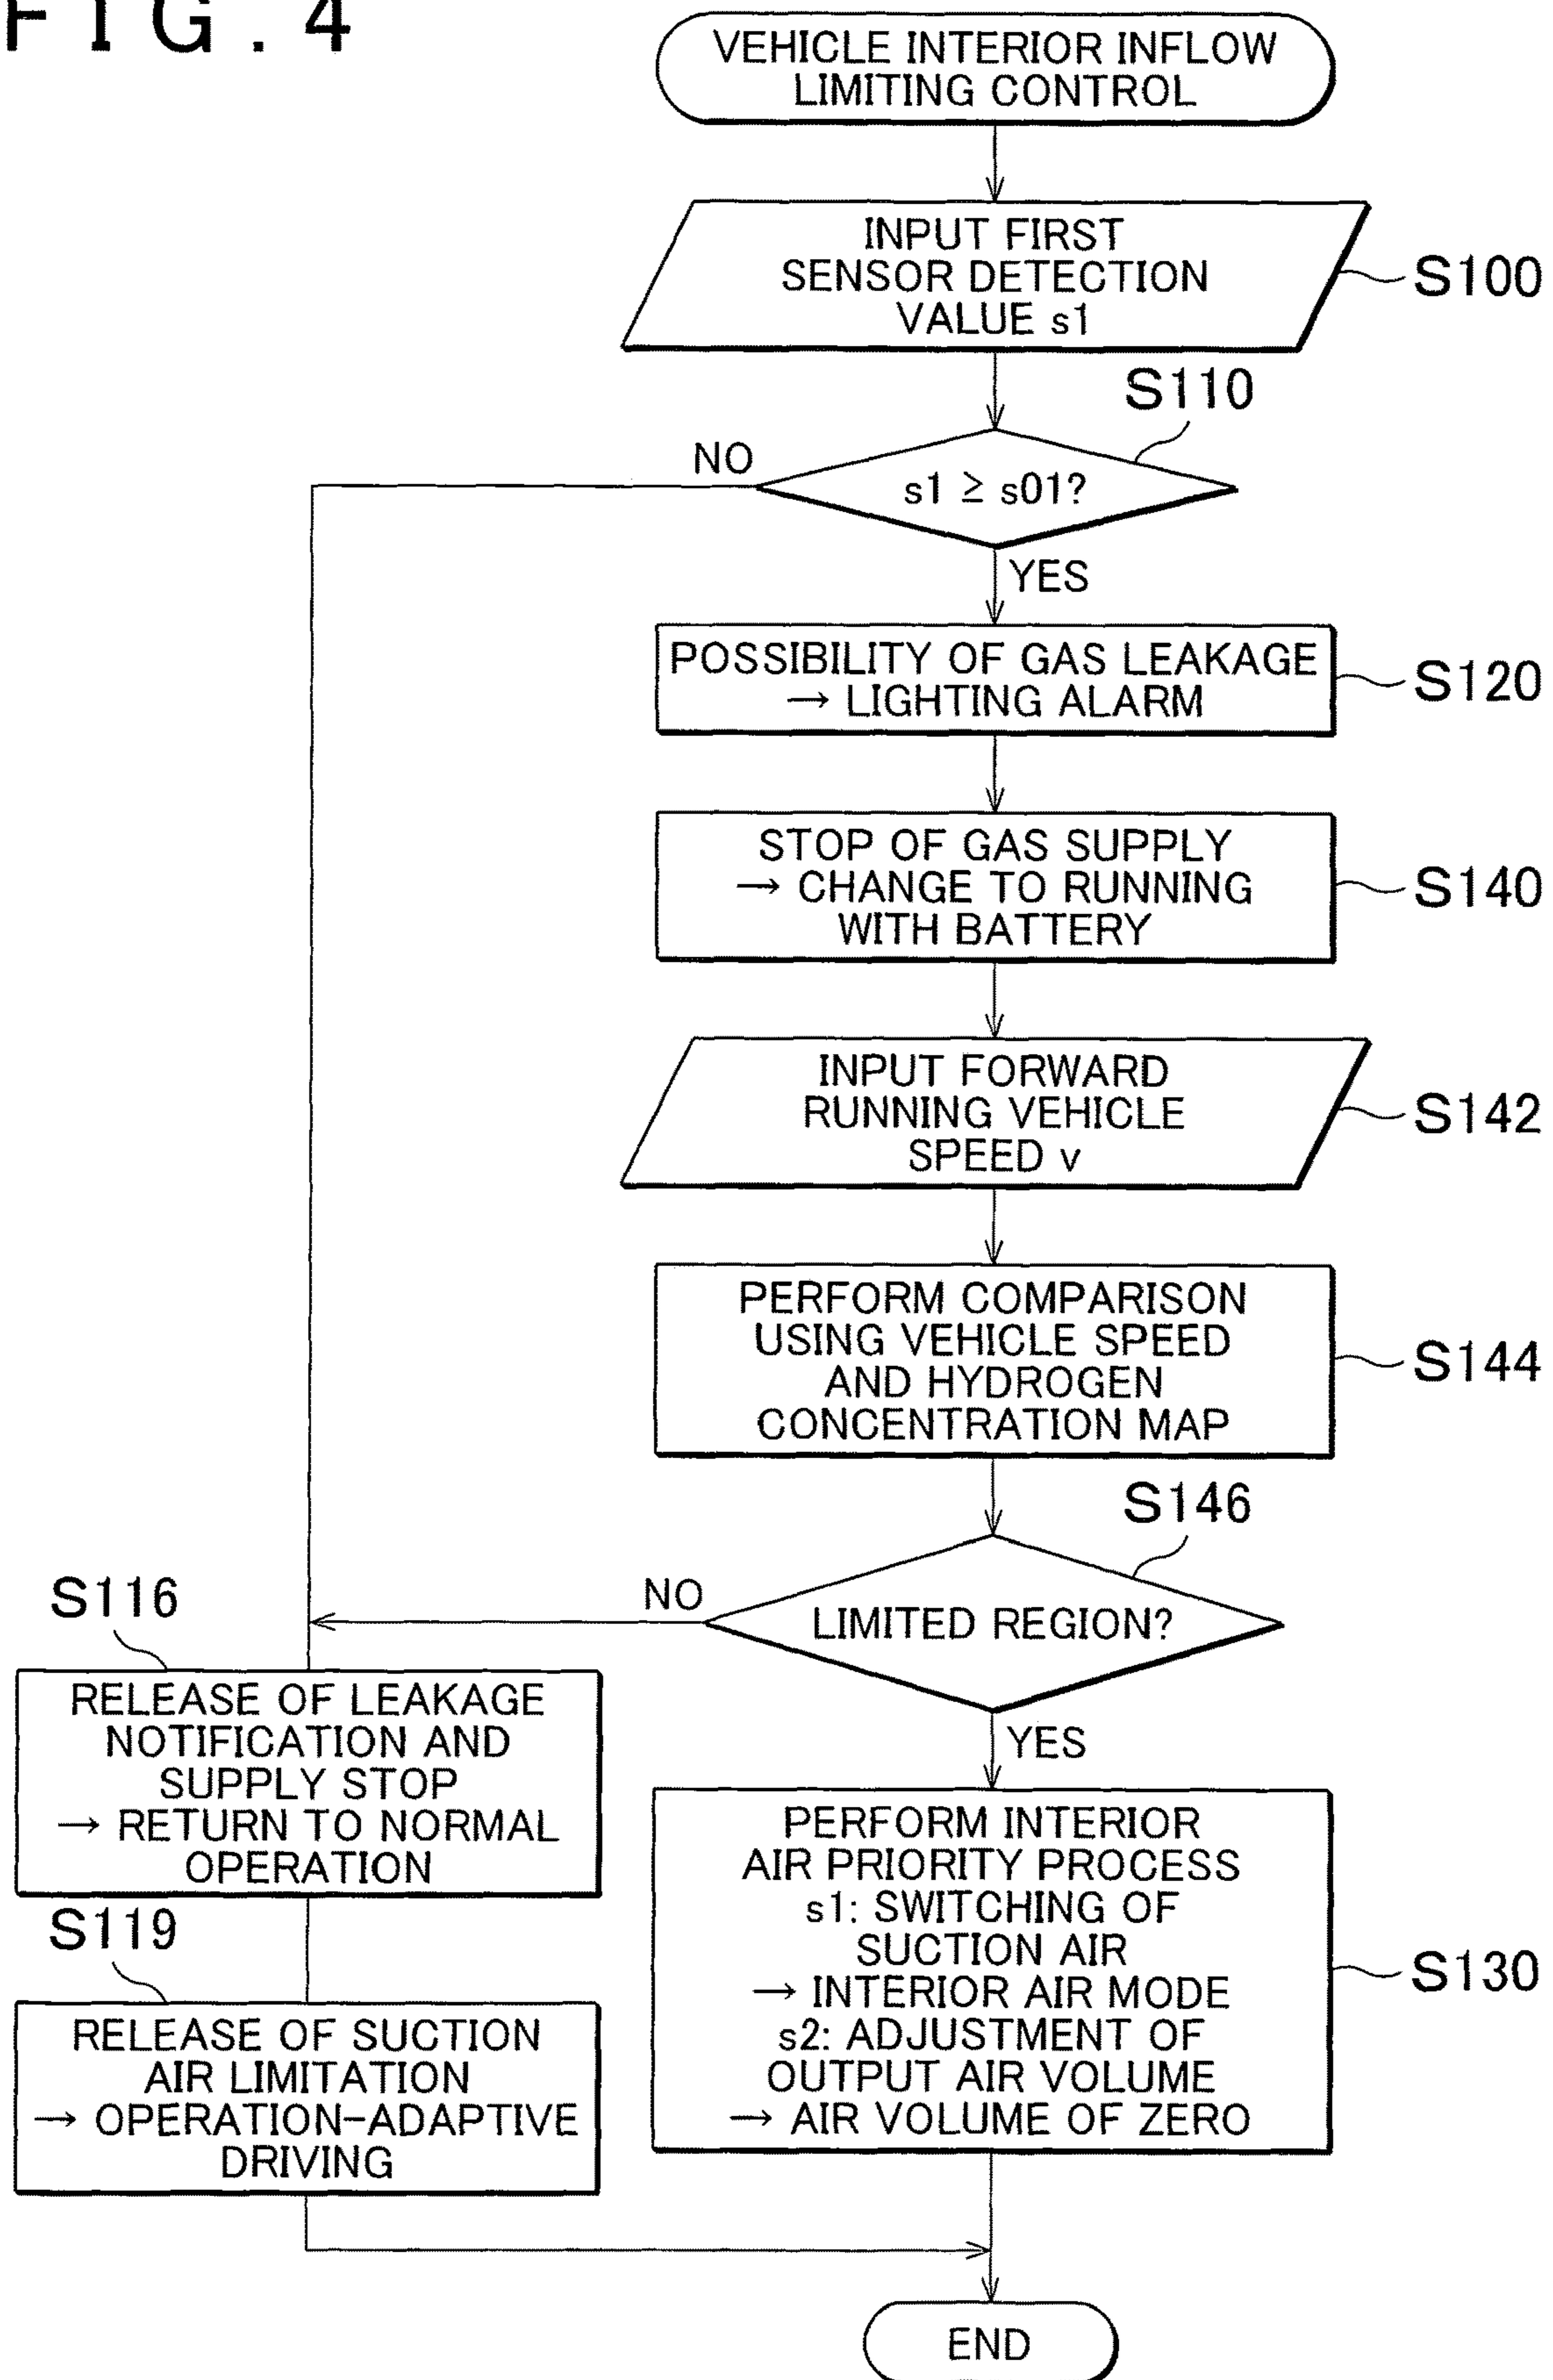 FIG.4
VEHICLE INTERIOR INFLOW
LIMITING CONTROL
INPUT FIRST
SENSOR DETECTION
VALUE s1
S100
S110
s1 ≥ s01?
NO
YES
POSSIBILITY OF GAS LEAKAGE
→ LIGHTING ALARM
S120
STOP OF GAS SUPPLY
→ CHANGE TO RUNNING
WITH BATTERY
S140
INPUT FORWARD
RUNNING VEHICLE
SPEED v
S142
PERFORM COMPARISON
USING VEHICLE SPEED
AND HYDROGEN
CONCENTRATION MAP
S144
S146
LIMITED REGION?
NO
YES
S116
RELEASE OF LEAKAGE
NOTIFICATION AND
SUPPLY STOP
→ RETURN TO NORMAL
OPERATION
S119
RELEASE OF SUCTION
AIR LIMITATION
→ OPERATION-ADAPTIVE
DRIVING
PERFORM INTERIOR
AIR PRIORITY PROCESS
s1: SWITCHING OF
SUCTION AIR
→ INTERIOR AIR MODE
s2: ADJUSTMENT OF
OUTPUT AIR VOLUME
→ AIR VOLUME OF ZERO
S130
END